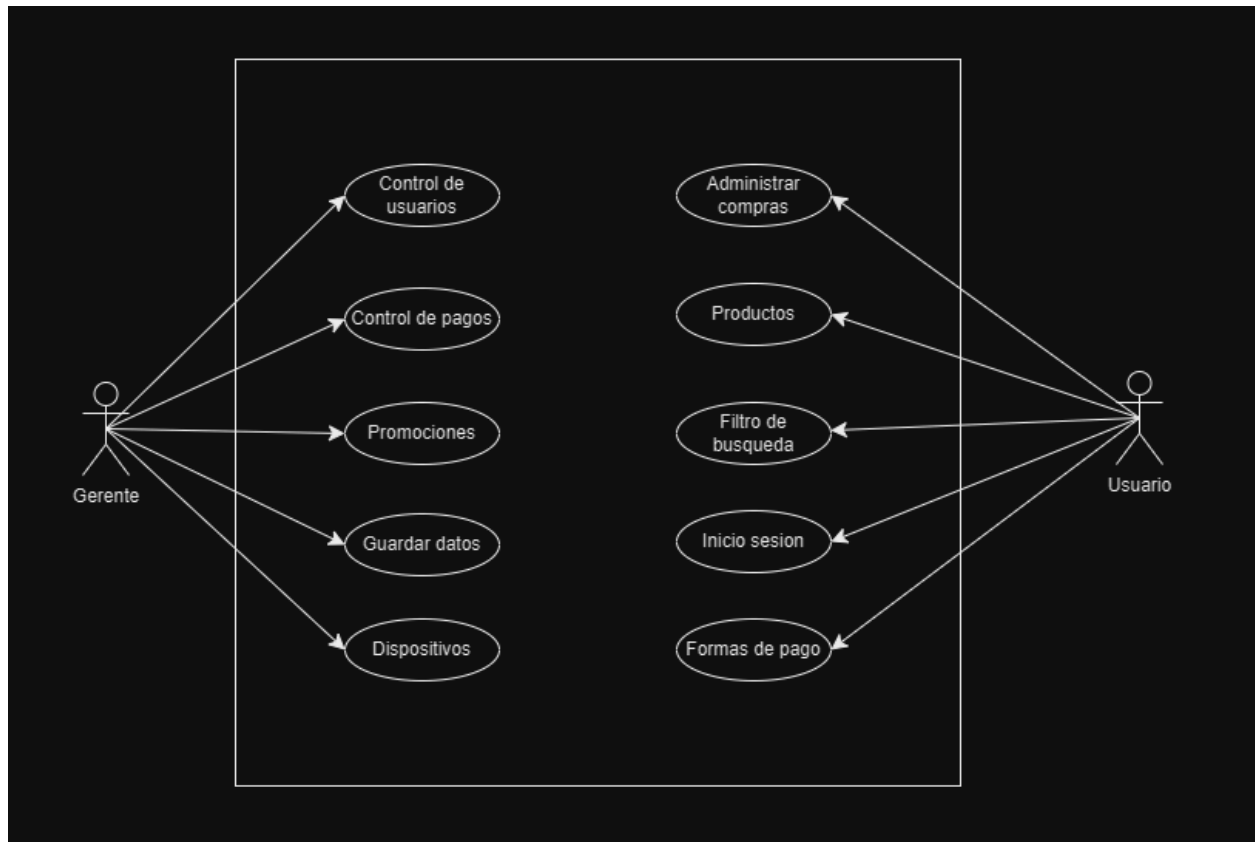 Control de
usuarios
Administrar
compras
Control de pagos
Productos
Promociones
Filtro de
busqueda
Gerente
Usuario
Guardar datos
Inicio sesion
Dispositivos
Formas de pago